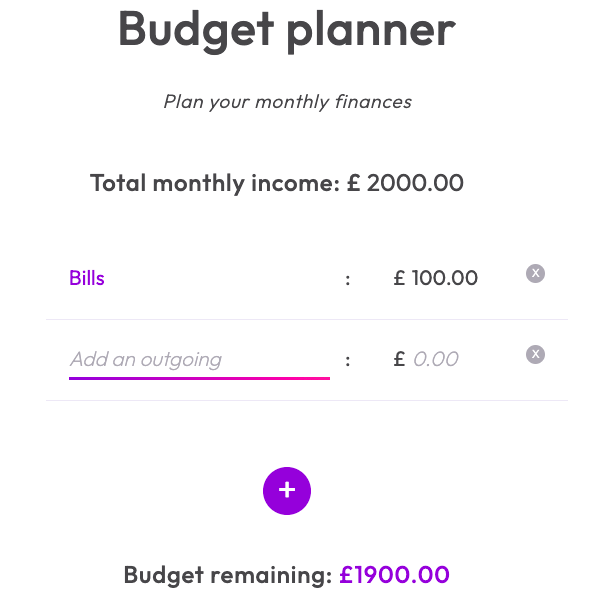 Budget planner
Plan your monthly finances
Total monthly income: £ 2000.00
Bills : £ 100.00 x
Add an outgoing : £ 0.00 x
+
Budget remaining: £1900.00